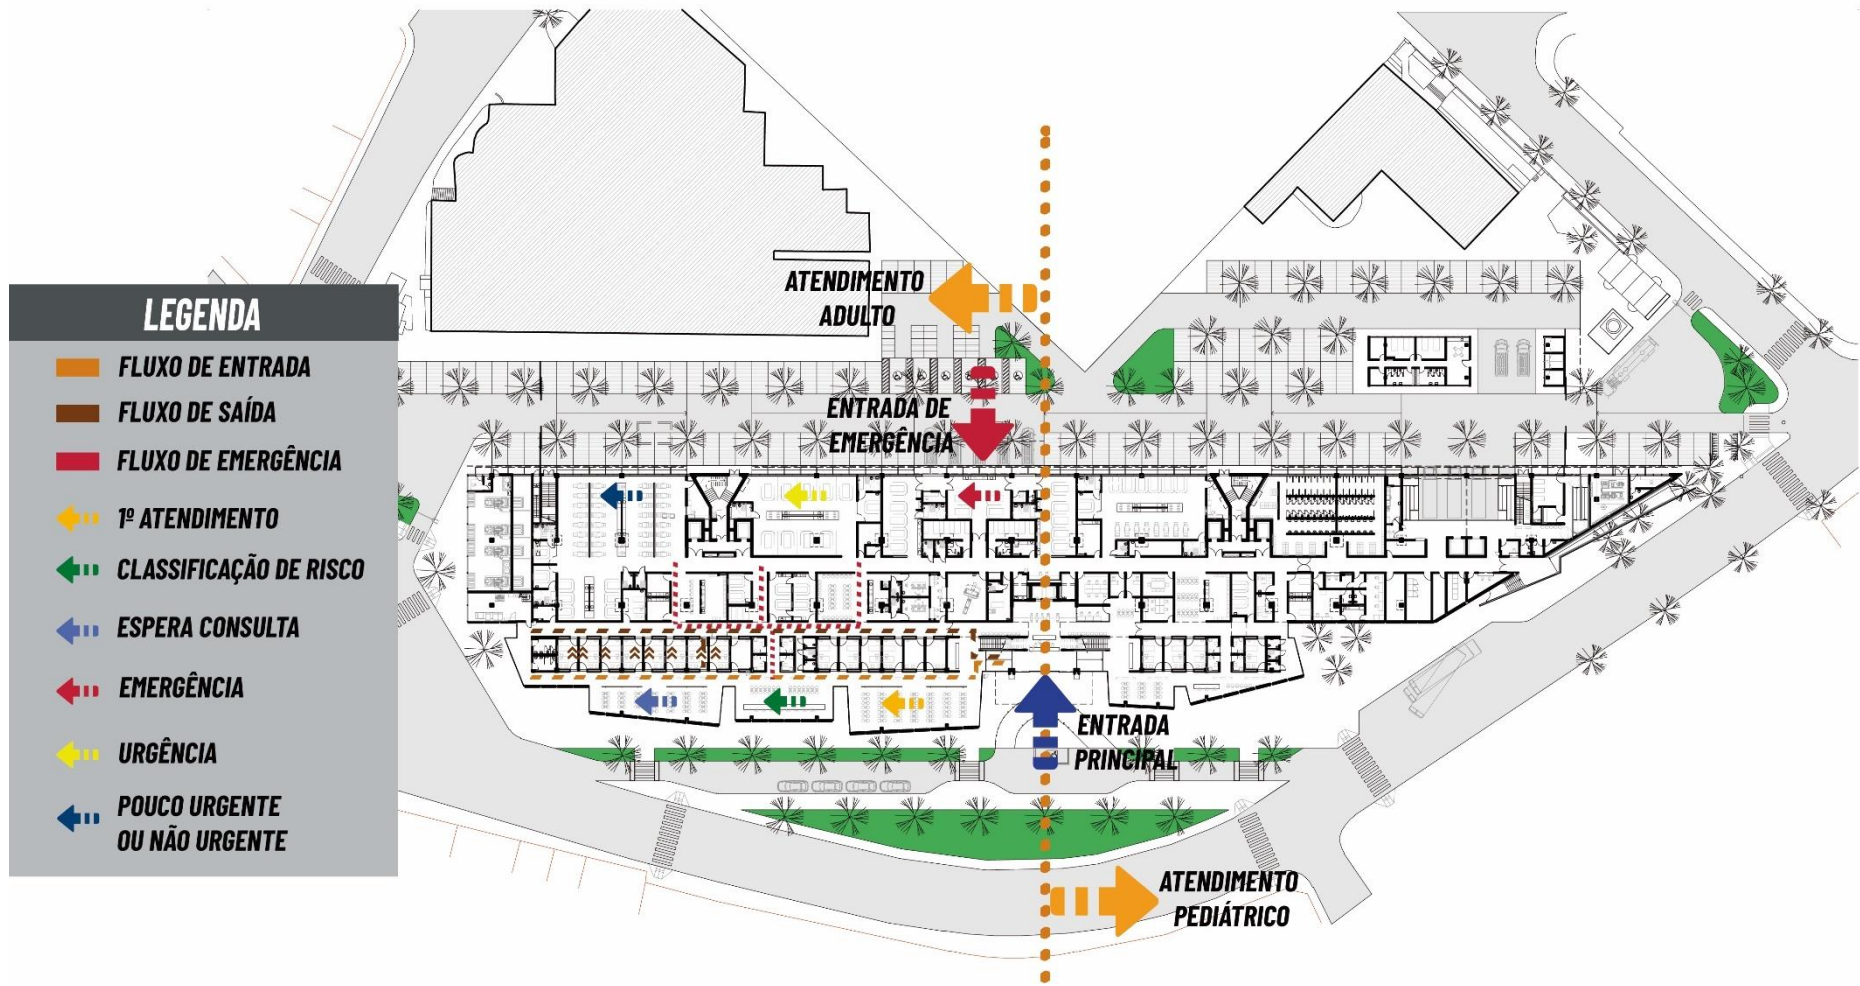 ATENDIMENTO
ADULTO
ENTRADA DE
EMERGÊNCIA
LEGENDA
FLUXO DE ENTRADA
FLUXO DE SAÍDA
FLUXO DE EMERGÊNCIA
1º ATENDIMENTO
CLASSIFICAÇÃO DE RISCO
ESPERA CONSULTA
EMERGÊNCIA
URGÊNCIA
POUCO URGENTE
OU NÃO URGENTE
ENTRADA
PRINCIPAL
ATENDIMENTO
PEDIÁTRICO